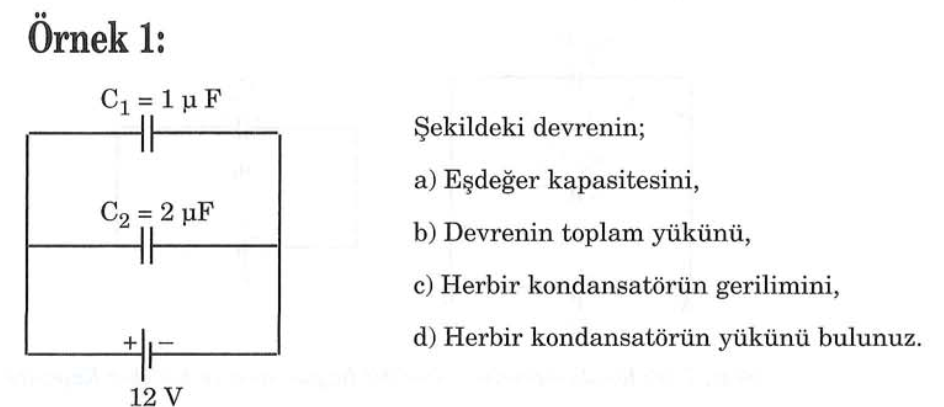 Örnek 1:
C₁ = 1 µ F
C₂ = 2 µF
+ −
12 V
Şekildeki devrenin;
a) Eşdeğer kapasitesini,
b) Devrenin toplam yükünü,
c) Herbir kondansatörün gerilimini,
d) Herbir kondansatörün yükünü bulunuz.